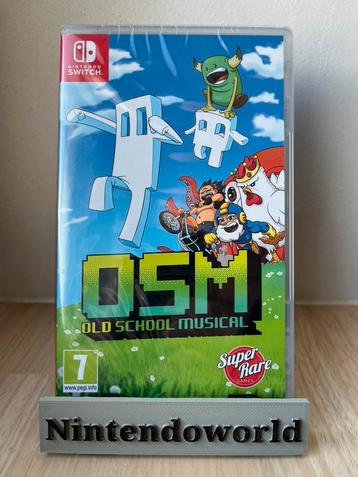 NINTENDO
SWITCH
OSM
OLD SCHOOL MUSICAL
7
www.pegi.info
Super
Rare
GAMES
Nintendoworld